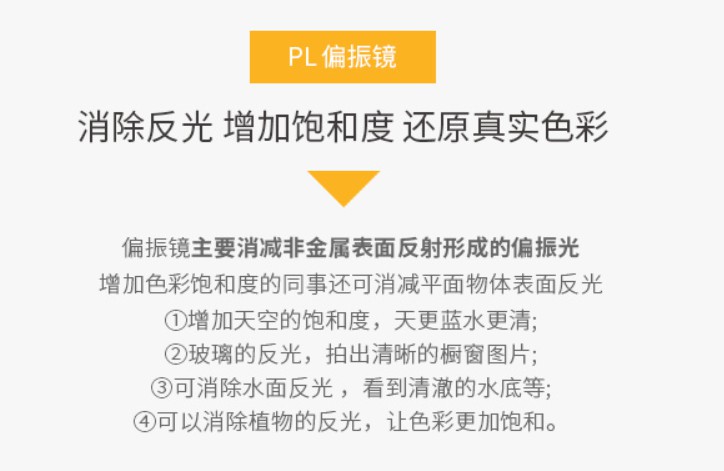 PL 偏振镜
消除反光 增加饱和度 还原真实色彩
偏振镜主要消减非金属表面反射形成的偏振光
增加色彩饱和度的同事还可消减平面物体表面反光
①增加天空的饱和度，天更蓝水更清;
②玻璃的反光，拍出清晰的橱窗图片;
③可消除水面反光 ，看到清澈的水底等;
④可以消除植物的反光，让色彩更加饱和。